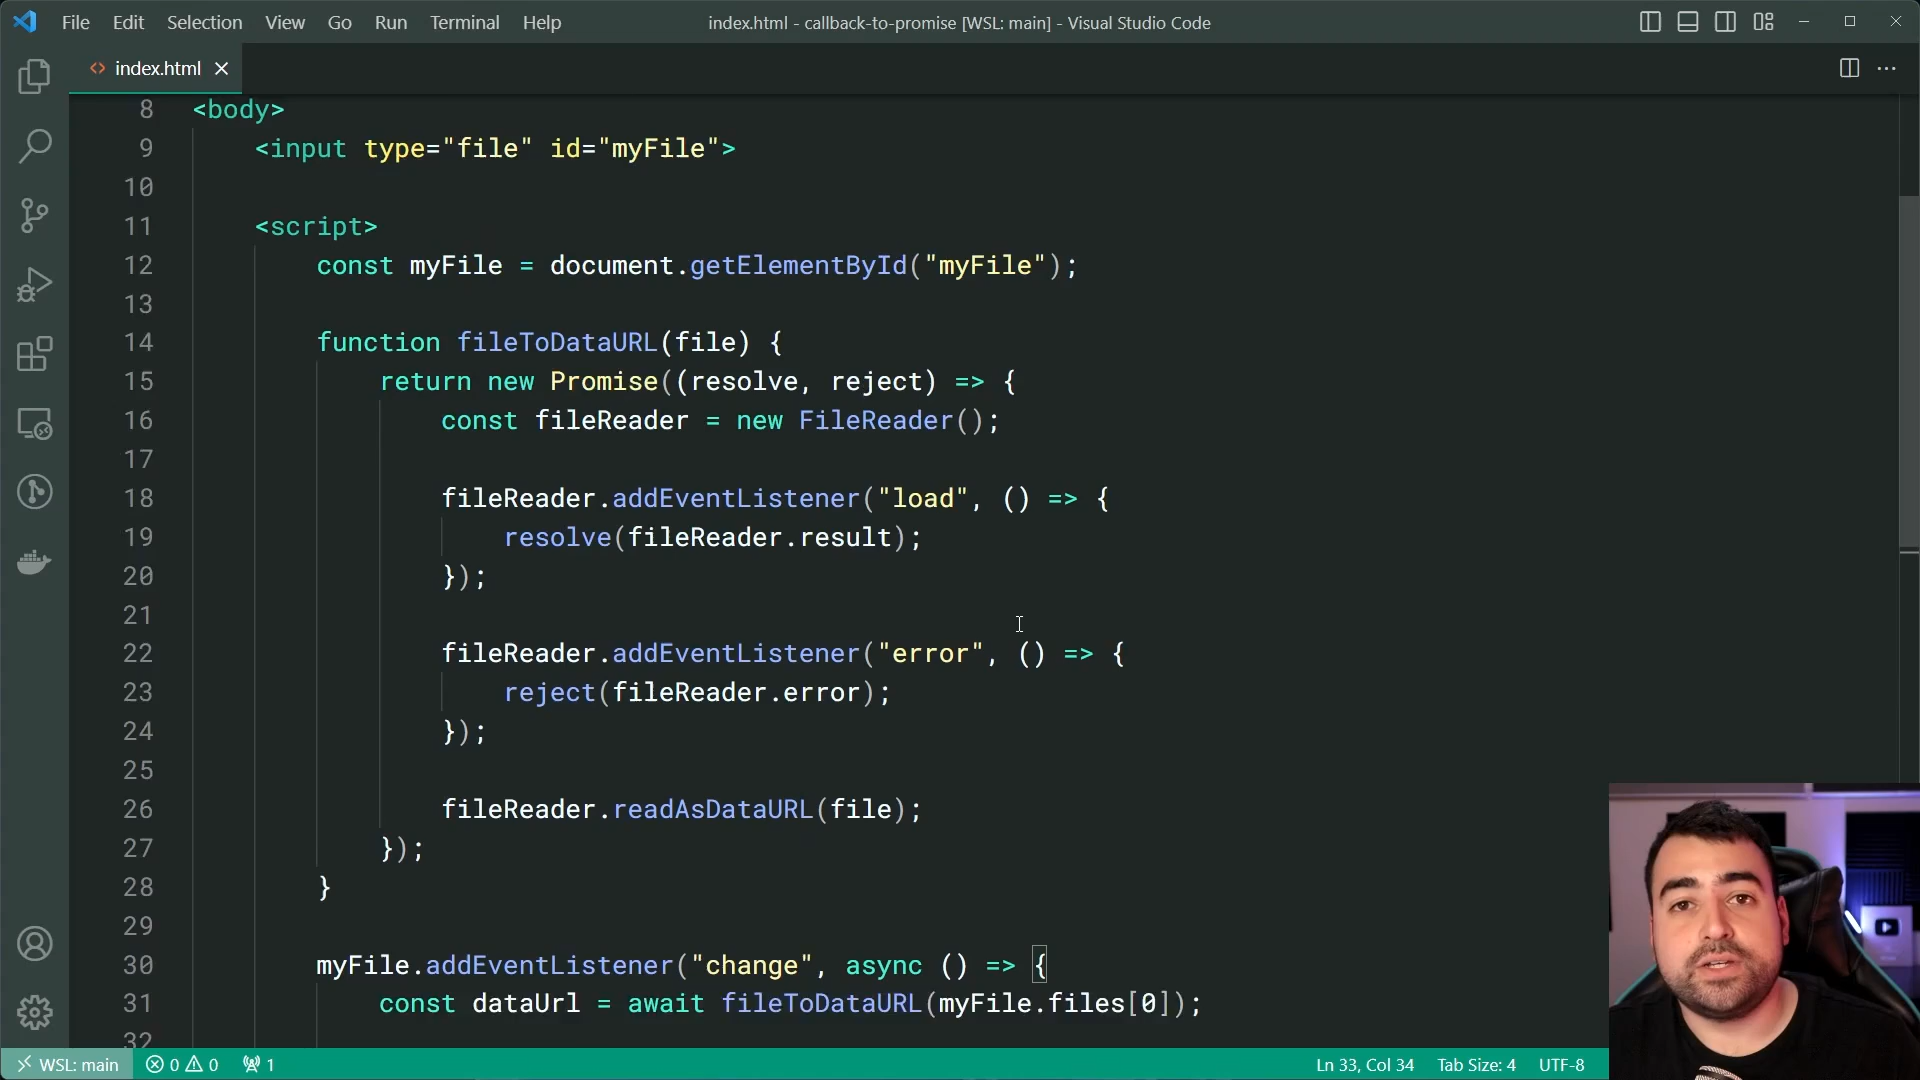 File Edit Selection View Go Run Terminal Help
index.html - callback-to-promise [WSL: main] - Visual Studio Code
<> index.html
8 <body>
9 <input type="file" id="myFile">
10
11 <script>
12 const myFile = document.getElementById("myFile");
13
14 function fileToDataURL(file) {
15 return new Promise((resolve, reject) => {
16 const fileReader = new FileReader();
17
18 fileReader.addEventListener("load", () => {
19 resolve(fileReader.result);
20 });
21
22 fileReader.addEventListener("error", () => {
23 reject(fileReader.error);
24 });
25
26 fileReader.readAsDataURL(file);
27 });
28 }
29
30 myFile.addEventListener("change", async () => {
31 const dataUrl = await fileToDataURL(myFile.files[0]);
32
WSL: main 0 0 1 Ln 33, Col 34 Tab Size: 4 UTF-8